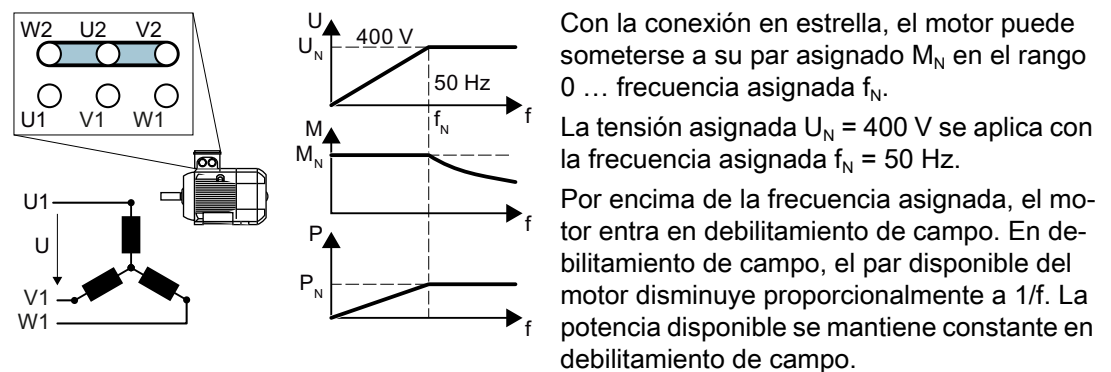 W2 U2 V2
U1 V1 W1
U1
U
V1
W1
U
U_N
400 V
50 Hz
f
f_N
M
M_N
f
P
P_N
f
Con la conexión en estrella, el motor puede
someterse a su par asignado M_N en el rango
0 … frecuencia asignada f_N.
La tensión asignada U_N = 400 V se aplica con
la frecuencia asignada f_N = 50 Hz.
Por encima de la frecuencia asignada, el mo-
tor entra en debilitamiento de campo. En de-
bilitamiento de campo, el par disponible del
motor disminuye proporcionalmente a 1/f. La
potencia disponible se mantiene constante en
debilitamiento de campo.